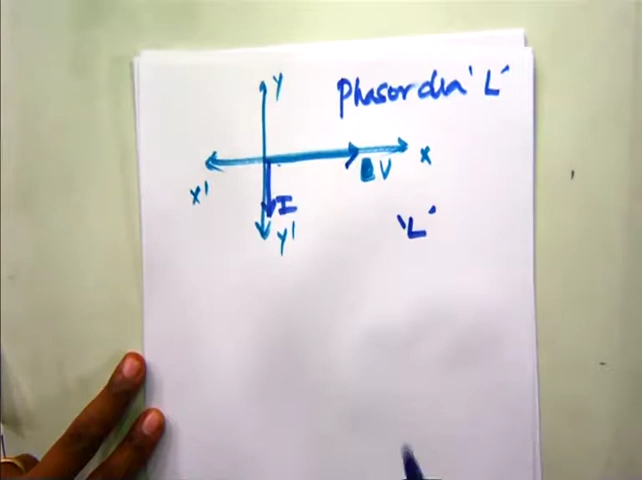 Y
Phasor dia 'L'
X
V
X'
I
Y'
'L'